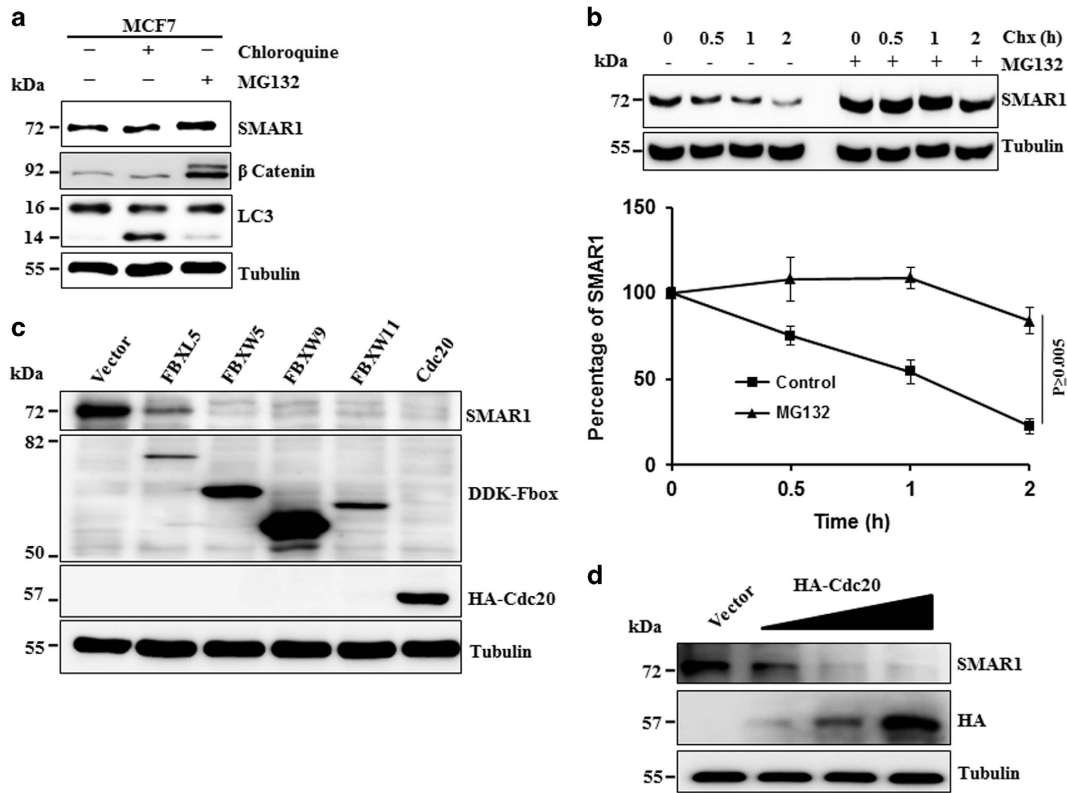 a
MCF7
– + – Chloroquine
– – + MG132
kDa
72 SMAR1
92 β Catenin
16 LC3
14
55 Tubulin
b
0 0.5 1 2 0 0.5 1 2 Chx (h)
kDa - - - - + + + + MG132
72 SMAR1
55 Tubulin
150
100
50
0
Percentage of SMAR1
Control
MG132
P≥0.005
0 0.5 1 2
Time (h)
c
kDa
Vector FBXL5 FBXW5 FBXW9 FBXW11 Cdc20
72 SMAR1
82
DDK-Fbox
50
57 HA-Cdc20
55 Tubulin
d
HA-Cdc20
Vector
kDa
72 SMAR1
57 HA
55 Tubulin